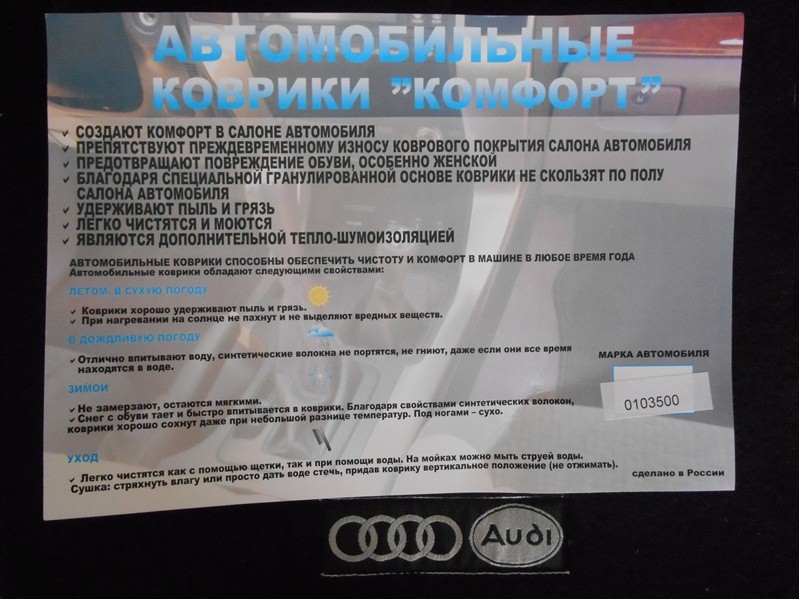 АВТОМОБИЛЬНЫЕ
КОВРИКИ "КОМФОРТ"
СОЗДАЮТ КОМФОРТ В САЛОНЕ АВТОМОБИЛЯ
ПРЕПЯТСТВУЮТ ПРЕЖДЕВРЕМЕННОМУ ИЗНОСУ КОВРОВОГО ПОКРЫТИЯ САЛОНА АВТОМОБИЛЯ
ПРЕДОТВРАЩАЮТ ПОВРЕЖДЕНИЕ ОБУВИ, ОСОБЕННО ЖЕНСКОЙ
БЛАГОДАРЯ СПЕЦИАЛЬНОЙ ГРАНУЛИРОВАННОЙ ОСНОВЕ КОВРИКИ НЕ СКОЛЬЗЯТ ПО ПОЛУ
САЛОНА АВТОМОБИЛЯ
УДЕРЖИВАЮТ ПЫЛЬ И ГРЯЗЬ
ЛЕГКО ЧИСТЯТСЯ И МОЮТСЯ
ЯВЛЯЮТСЯ ДОПОЛНИТЕЛЬНОЙ ТЕПЛО-ШУМОИЗОЛЯЦИЕЙ
АВТОМОБИЛЬНЫЕ КОВРИКИ СПОСОБНЫ ОБЕСПЕЧИТЬ ЧИСТОТУ И КОМФОРТ В МАШИНЕ В ЛЮБОЕ ВРЕМЯ ГОДА
Автомобильные коврики обладают следующими свойствами:
ЛЕТОМ, В СУХУЮ ПОГОДУ
Коврики хорошо удерживают пыль и грязь.
При нагревании на солнце не пахнут и не выделяют вредных веществ.
В ДОЖДЛИВУЮ ПОГОДУ
Отлично впитывают воду, синтетические волокна не портятся, не гниют, даже если они все время
находятся в воде.
МАРКА АВТОМОБИЛЯ
0103500
ЗИМОЙ
Не замерзают, остаются мягкими.
Снег с обуви тает и быстро впитывается в коврики. Благодаря свойствами синтетических волокон,
коврики хорошо сохнут даже при небольшой разнице температур. Под ногами – сухо.
УХОД
Легко чистятся как с помощью щетки, так и при помощи воды. На мойках можно мыть струей воды.
Сушка: стряхнуть влагу или просто дать воде стечь, придав коврику вертикальное положение (не отжимать).
сделано в России
Audi